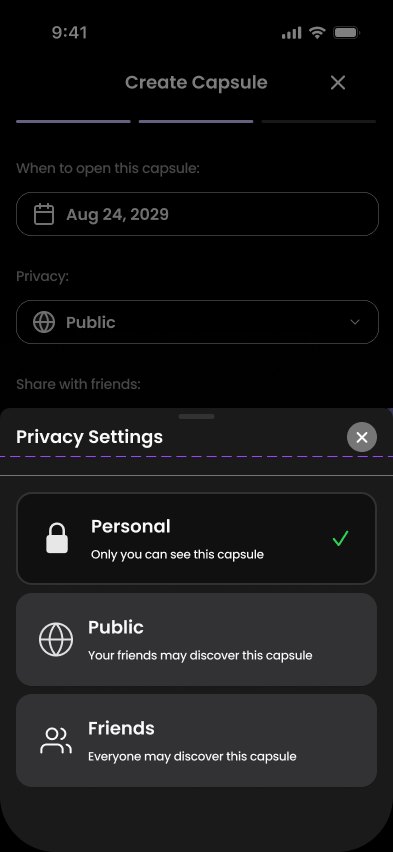 9:41
Create Capsule
When to open this capsule:
Aug 24, 2029
Privacy:
Public
Share with friends:
Privacy Settings
Personal
Only you can see this capsule
Public
Your friends may discover this capsule
Friends
Everyone may discover this capsule